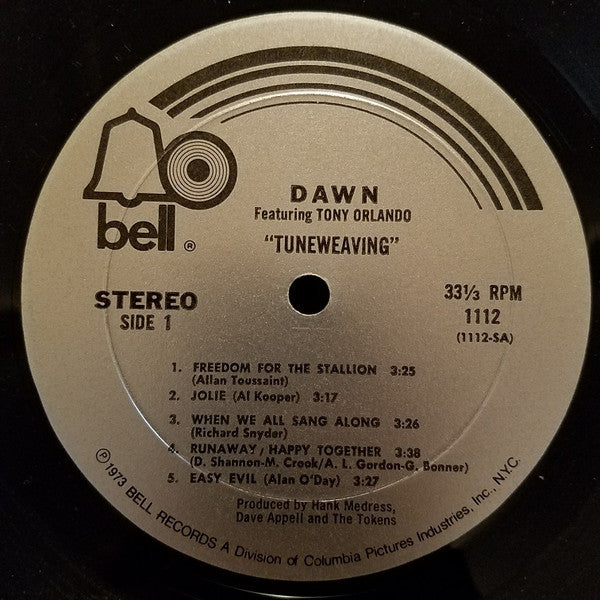 bell ®
DAWN
Featuring TONY ORLANDO
"TUNEWEAVING"
STEREO
SIDE 1
33⅓ RPM
1112
(1112-SA)
1. FREEDOM FOR THE STALLION 3:25
(Allan Toussaint)
2. JOLIE (Al Kooper) 3:17
3. WHEN WE ALL SANG ALONG 3:26
(Richard Snyder)
4. RUNAWAY/HAPPY TOGETHER 3:38
(D. Shannon-M. Crook/A. L. Gordon-G. Bonner)
5. EASY EVIL (Alan O'Day) 3:27
Produced by Hank Medress,
Dave Appell and The Tokens
℗ 1973 BELL RECORDS A Division of Columbia Pictures Industries, Inc., N.Y.C.